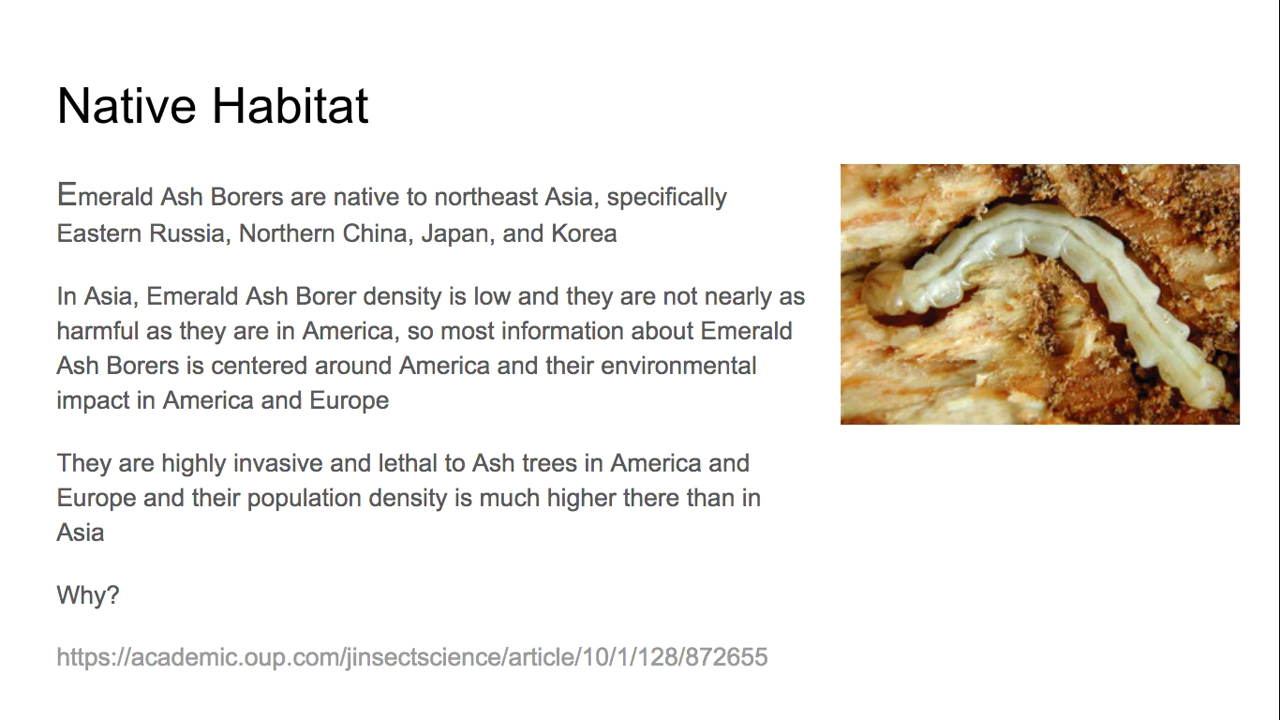 Native Habitat
Emerald Ash Borers are native to northeast Asia, specifically
Eastern Russia, Northern China, Japan, and Korea
In Asia, Emerald Ash Borer density is low and they are not nearly as
harmful as they are in America, so most information about Emerald
Ash Borers is centered around America and their environmental
impact in America and Europe
They are highly invasive and lethal to Ash trees in America and
Europe and their population density is much higher there than in
Asia
Why?
https://academic.oup.com/jinsectscience/article/10/1/128/872655